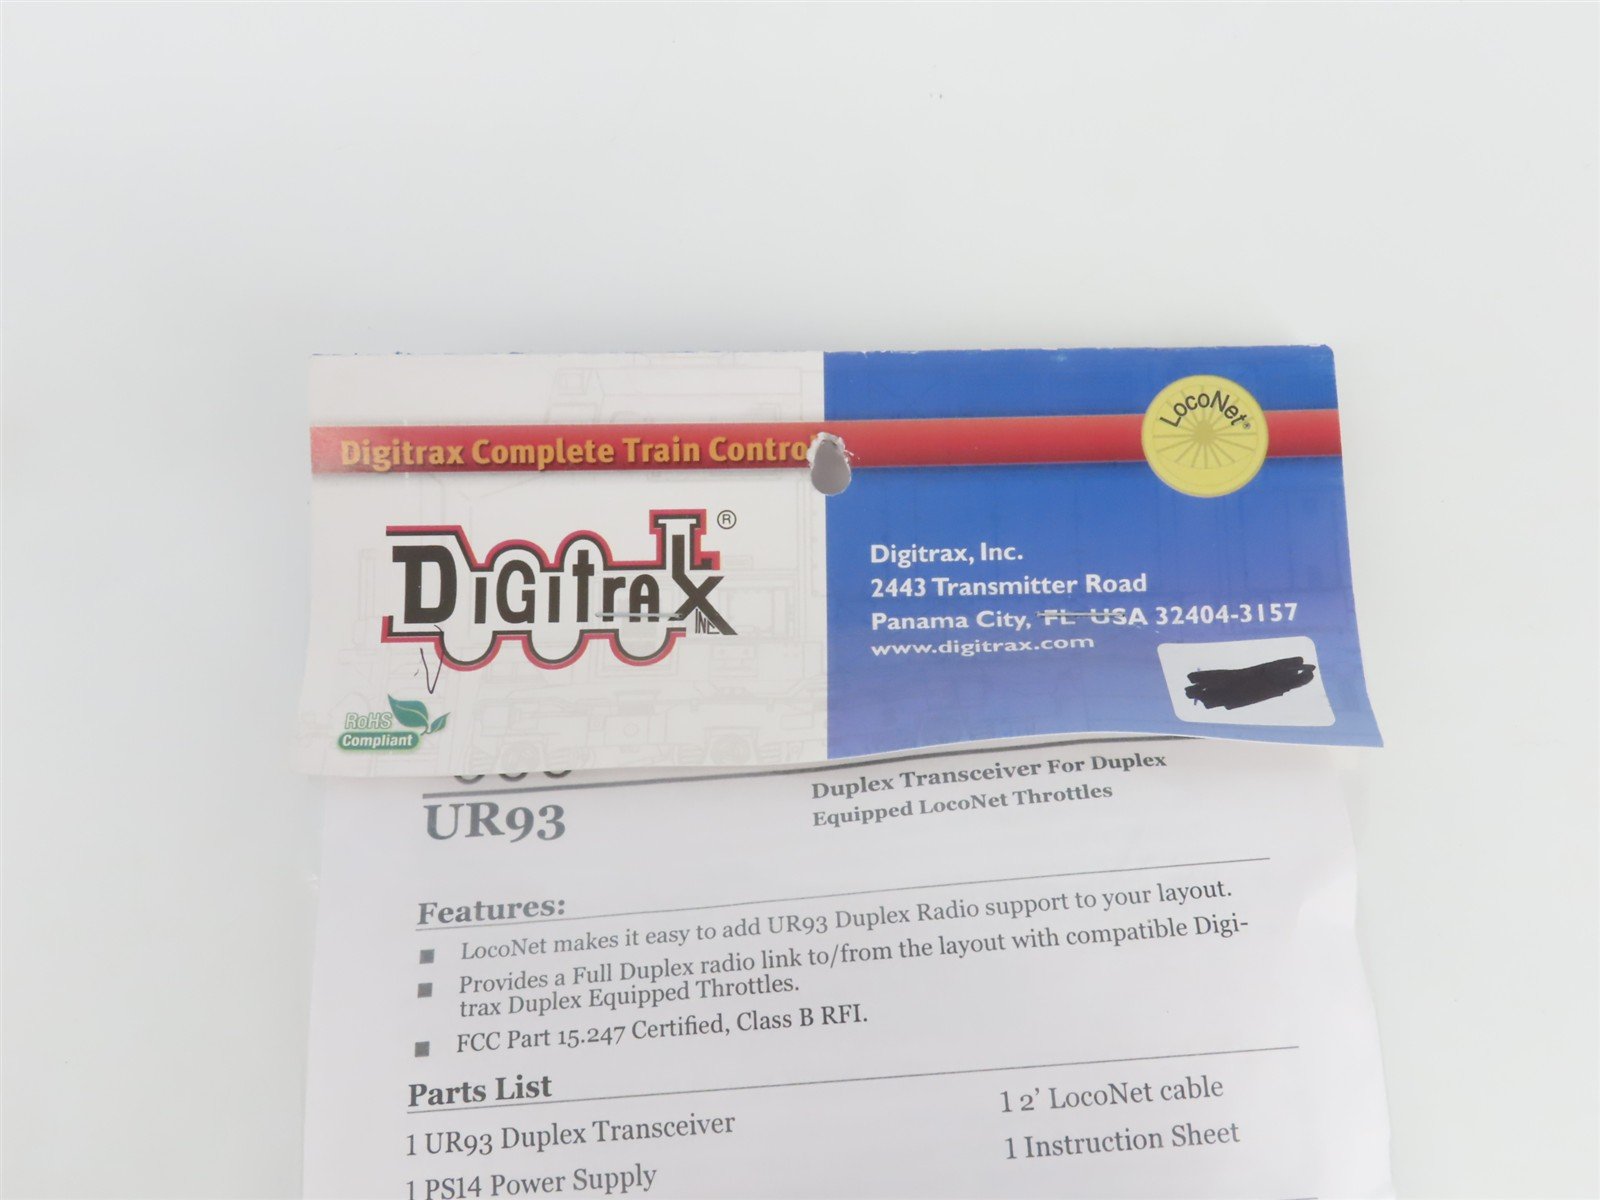 Digitrax Complete Train Contro
LocoNet®
DiGitrax®
INC
Digitrax, Inc.
2443 Transmitter Road
Panama City, FL USA 32404-3157
www.digitrax.com
RoHS
Compliant
UR93
Duplex Transceiver For Duplex
Equipped LocoNet Throttles
Features:
■ LocoNet makes it easy to add UR93 Duplex Radio support to your layout.
■ Provides a Full Duplex radio link to/from the layout with compatible Digi-
trax Duplex Equipped Throttles.
■ FCC Part 15.247 Certified, Class B RFI.
Parts List
1 UR93 Duplex Transceiver
1 2' LocoNet cable
1 PS14 Power Supply
1 Instruction Sheet